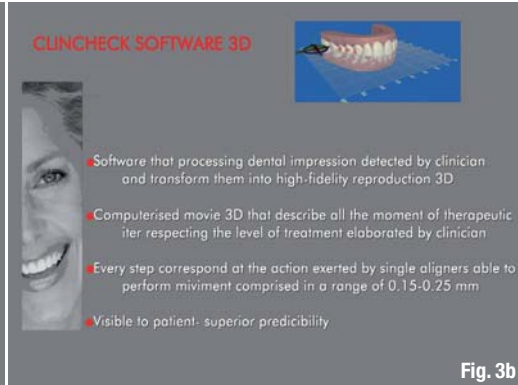 CLINCHECK SOFTWARE 3D
Software that processing dental impression detected by clinician
and transform them into high-fidelity reproduction 3D
Computerised movie 3D that describe all the moment of therapeutic
iter respecting the level of treatment elaborated by clinician
Every step correspond at the action exerted by single aligners able to
perform miviment comprised in a range of 0.15-0.25 mm
Visible to patient- superior predicibility
Fig. 3b